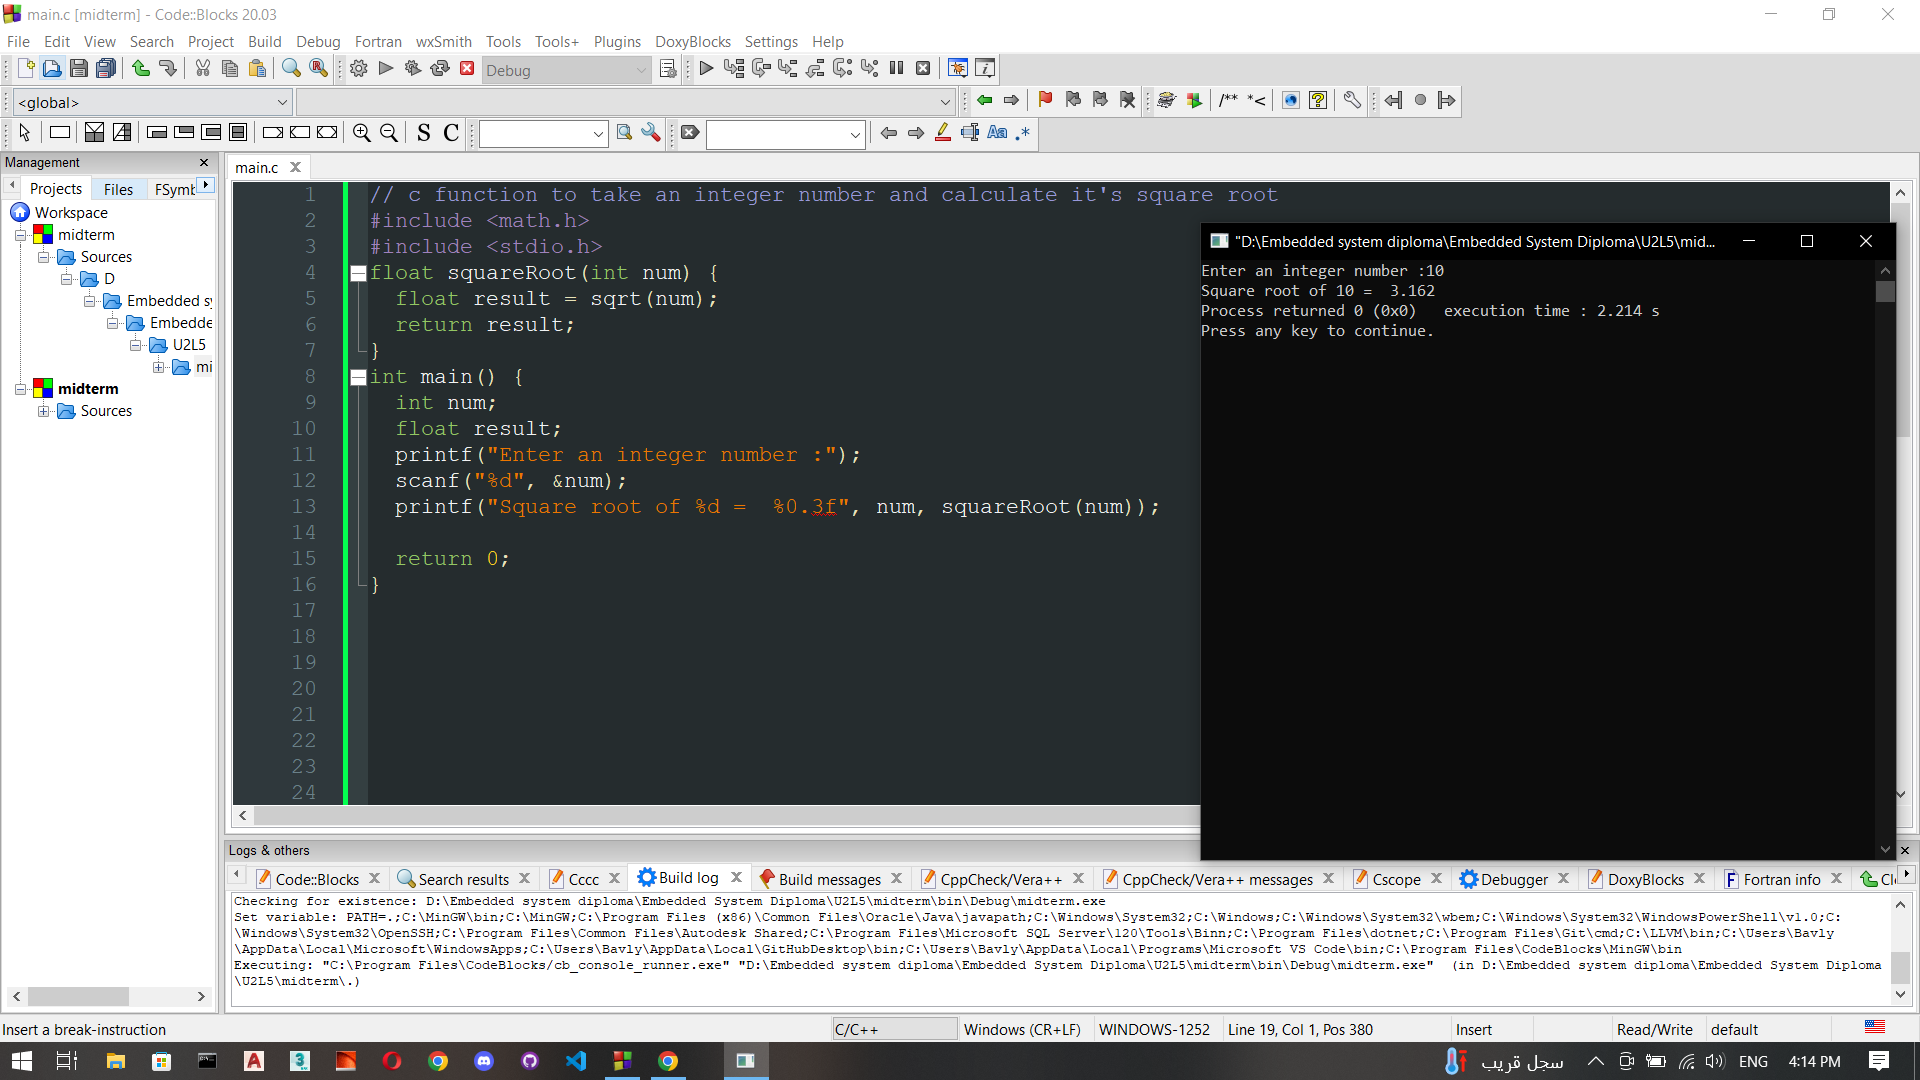 main.c [midterm] - Code::Blocks 20.03
File Edit View Search Project Build Debug Fortran wxSmith Tools Tools+ Plugins DoxyBlocks Settings Help
Debug
<global>
/** *<
S C
Aa .*
Management
Projects Files FSymb
Workspace
midterm
Sources
D
Embedded sy
Embedde
U2L5
mi
midterm
Sources
main.c
1 // c function to take an integer number and calculate it's square root
2 #include <math.h>
3 #include <stdio.h>
4 float squareRoot(int num) {
5 float result = sqrt(num);
6 return result;
7 }
8 int main() {
9 int num;
10 float result;
11 printf("Enter an integer number :");
12 scanf("%d", &num);
13 printf("Square root of %d =  %0.3f", num, squareRoot(num));
14
15 return 0;
16 }
17
18
19
20
21
22
23
24
"D:\Embedded system diploma\Embedded System Diploma\U2L5\mid...
Enter an integer number :10
Square root of 10 =  3.162
Process returned 0 (0x0)   execution time : 2.214 s
Press any key to continue.
Logs & others
Code::Blocks Search results Cccc Build log Build messages CppCheck/Vera++ CppCheck/Vera++ messages Cscope Debugger DoxyBlocks Fortran info Cl
Checking for existence: D:\Embedded system diploma\Embedded System Diploma\U2L5\midterm\bin\Debug\midterm.exe
Set variable: PATH=.;C:\MinGW\bin;C:\MinGW;C:\Program Files (x86)\Common Files\Oracle\Java\javapath;C:\Windows\System32;C:\Windows;C:\Windows\System32\wbem;C:\Windows\System32\WindowsPowerShell\v1.0;C:
\Windows\System32\OpenSSH;C:\Program Files\Common Files\Autodesk Shared;C:\Program Files\Microsoft SQL Server\120\Tools\Binn;C:\Program Files\dotnet;C:\Program Files\Git\cmd;C:\LLVM\bin;C:\Users\Bavly
\AppData\Local\Microsoft\WindowsApps;C:\Users\Bavly\AppData\Local\GitHubDesktop\bin;C:\Users\Bavly\AppData\Local\Programs\Microsoft VS Code\bin;C:\Program Files\CodeBlocks\MinGW\bin
Executing: "C:\Program Files\CodeBlocks/cb_console_runner.exe" "D:\Embedded system diploma\Embedded System Diploma\U2L5\midterm\bin\Debug\midterm.exe"  (in D:\Embedded system diploma\Embedded System Diploma
\U2L5\midterm\.)
Insert a break-instruction C/C++ Windows (CR+LF) WINDOWS-1252 Line 19, Col 1, Pos 380 Insert Read/Write default
سجل قريب ENG 4:14 PM